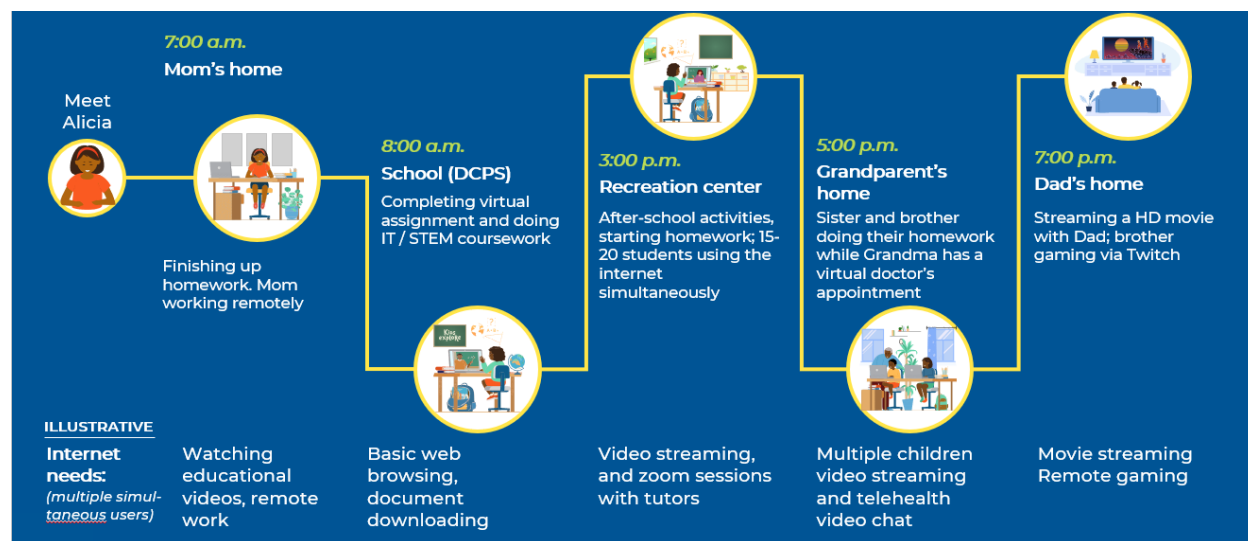 Meet
Alicia
7:00 a.m.
Mom's home
Finishing up
homework. Mom
working remotely
8:00 a.m.
School (DCPS)
Completing virtual
assignment and doing
IT / STEM coursework
3:00 p.m.
Recreation center
After-school activities,
starting homework; 15-
20 students using the
internet
simultaneously
5:00 p.m.
Grandparent's
home
Sister and brother
doing their homework
while Grandma has a
virtual doctor's
appointment
7:00 p.m.
Dad's home
Streaming a HD movie
with Dad; brother
gaming via Twitch
ILLUSTRATIVE
Internet
needs:
(multiple simul-
taneous users)
Watching
educational
videos, remote
work
Basic web
browsing,
document
downloading
Video streaming,
and zoom sessions
with tutors
Multiple children
video streaming
and telehealth
video chat
Movie streaming
Remote gaming